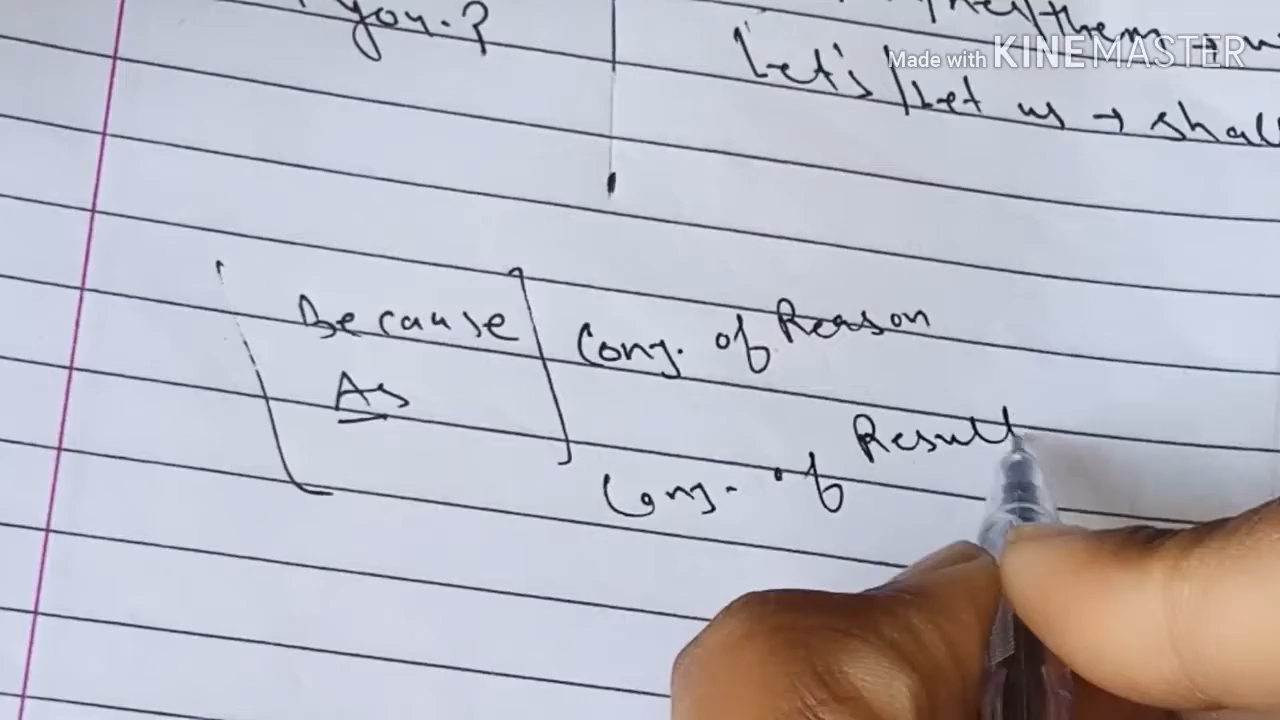 you.?
Let's/Let us → shall
Made with KINEMASTER
Because
As
Conj. of Reason
Conj. of Result